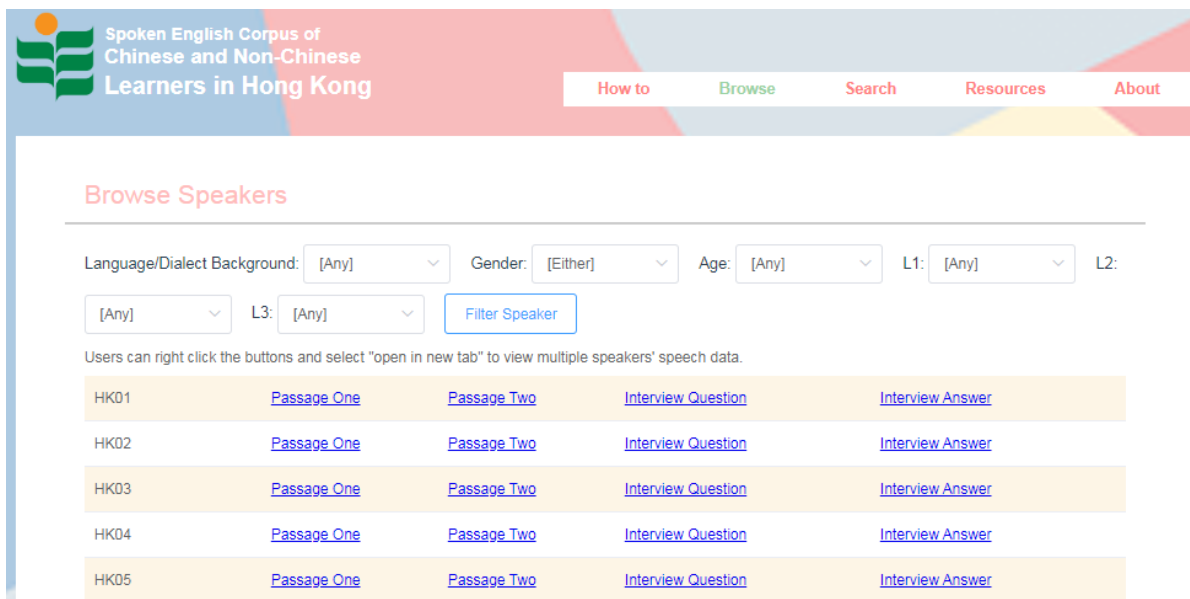 Spoken English Corpus of
Chinese and Non-Chinese
Learners in Hong Kong
How to Browse Search Resources About
Browse Speakers
Language/Dialect Background: [Any] Gender: [Either] Age: [Any] L1: [Any] L2:
[Any] L3: [Any] Filter Speaker
Users can right click the buttons and select "open in new tab" to view multiple speakers' speech data.
HK01 Passage One Passage Two Interview Question Interview Answer
HK02 Passage One Passage Two Interview Question Interview Answer
HK03 Passage One Passage Two Interview Question Interview Answer
HK04 Passage One Passage Two Interview Question Interview Answer
HK05 Passage One Passage Two Interview Question Interview Answer